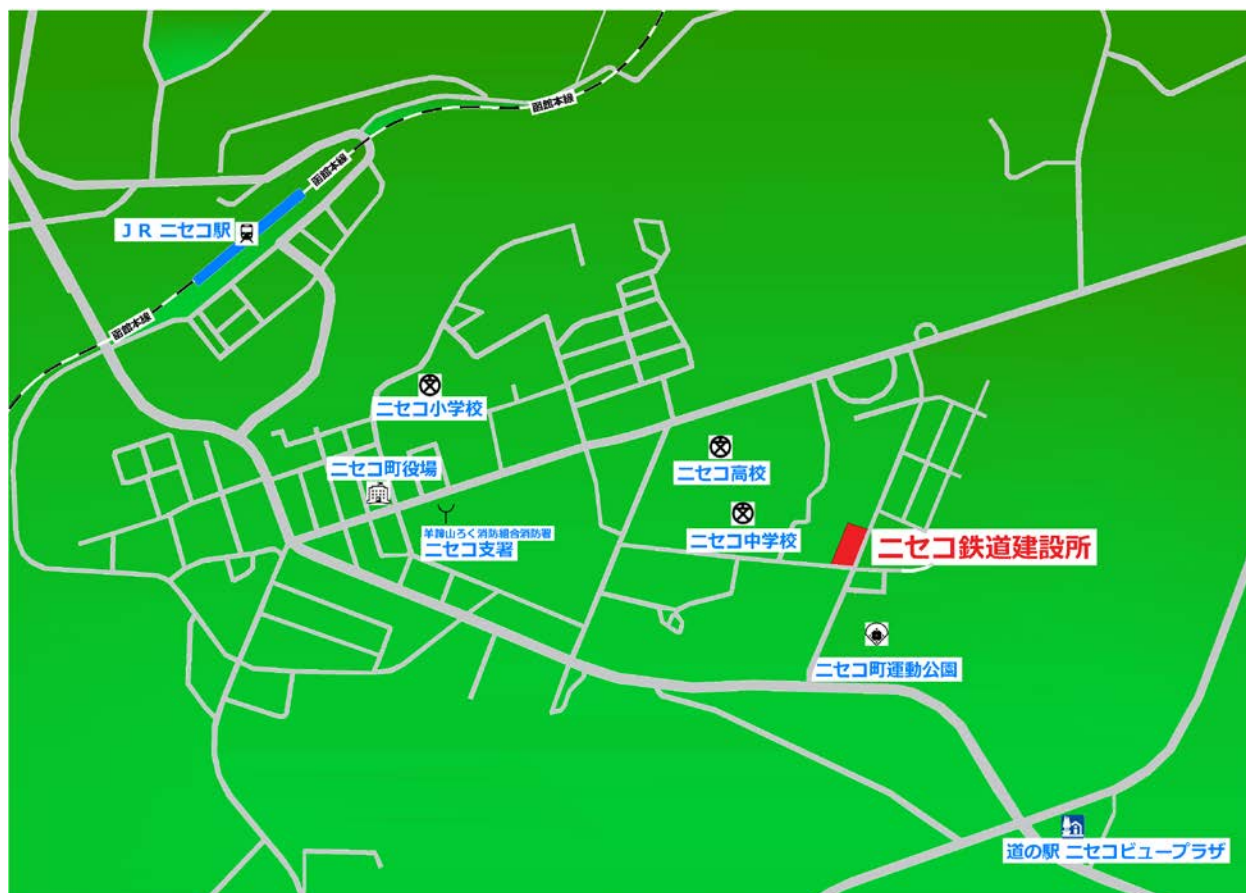 函館本線
函館本線
JR ニセコ駅
函館本線
ニセコ小学校
ニセコ町役場
ニセコ高校
羊蹄山ろく消防組合消防署
ニセコ支署
ニセコ中学校
ニセコ鉄道建設所
ニセコ町運動公園
道の駅 ニセコビュープラザ